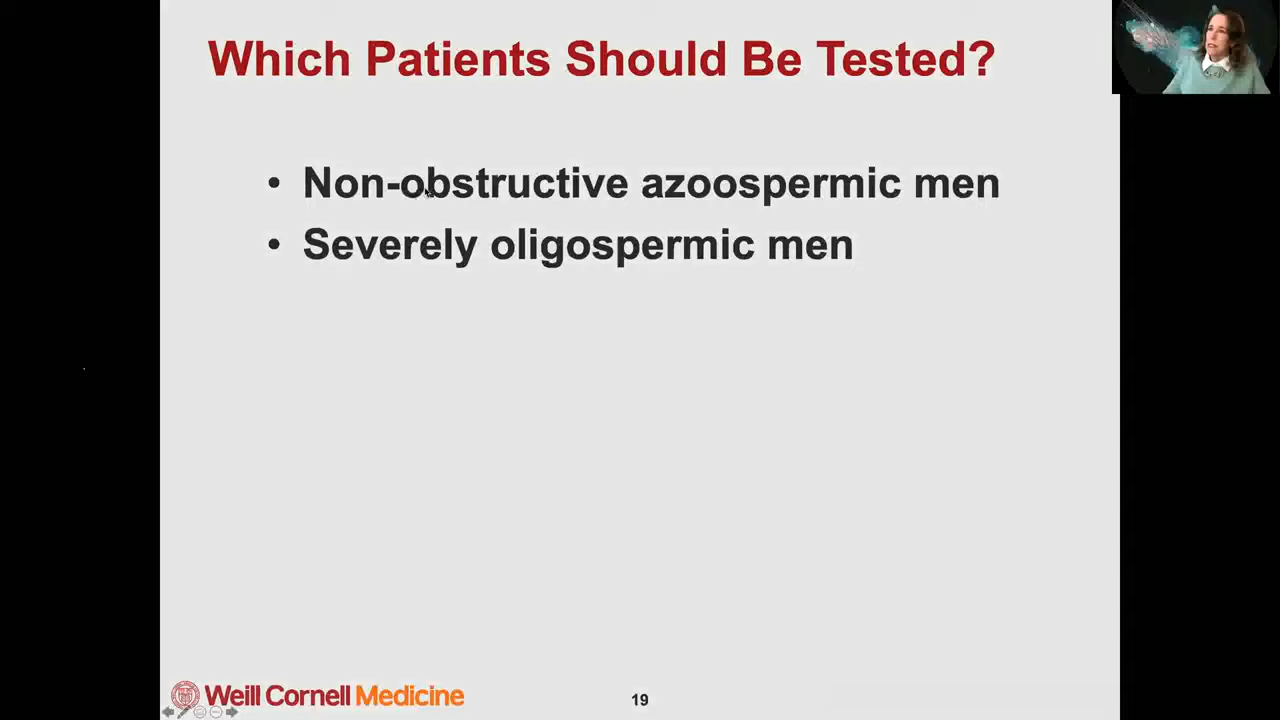 Which Patients Should Be Tested?
• Non-obstructive azoospermic men
• Severely oligospermic men
Weill Cornell Medicine
19